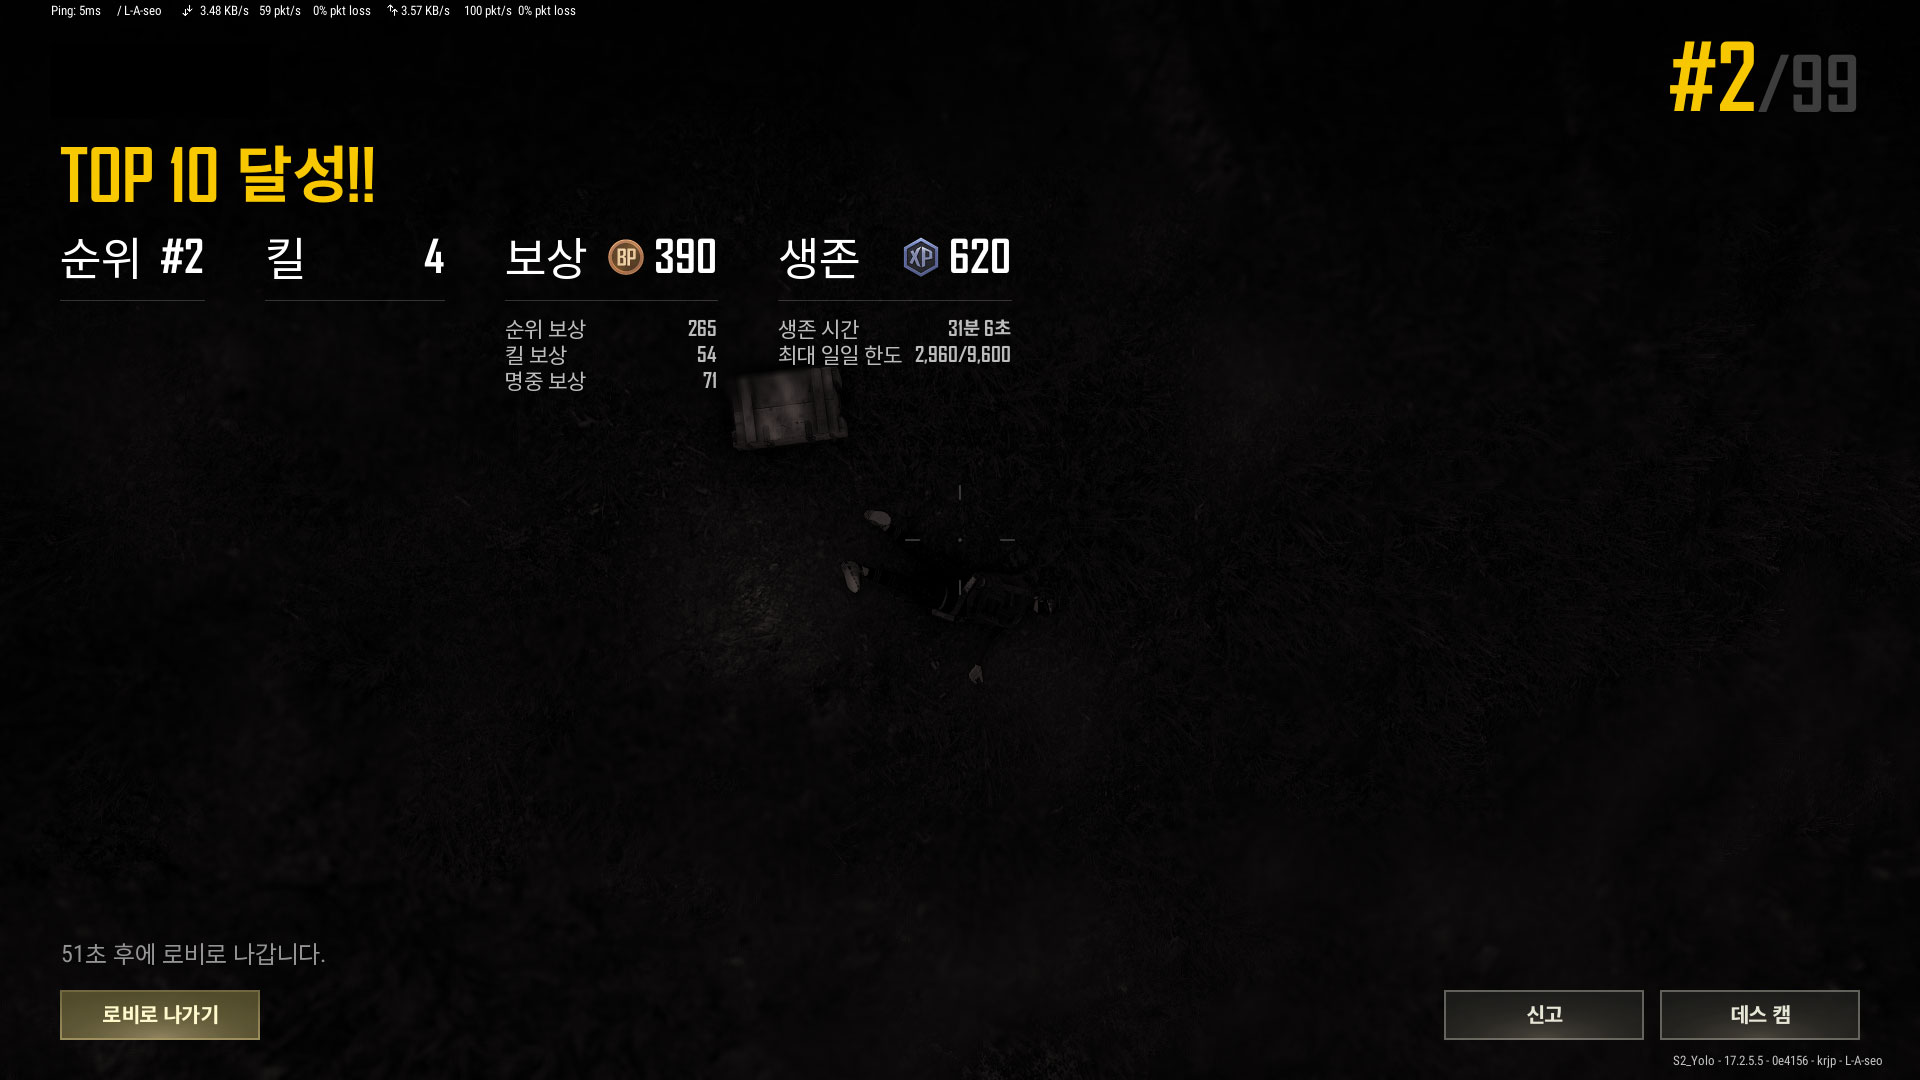 Ping: 5ms / L-A-seo 3.48 KB/s 59 pkt/s 0% pkt loss 3.57 KB/s 100 pkt/s 0% pkt loss
#2/99
TOP 10 달성!!
순위 #2 킬 4 보상 BP 390 생존 XP 620
순위 보상 265 생존 시간 31분 6초
킬 보상 54 최대 일일 한도 2,960/9,600
명중 보상 71
51초 후에 로비로 나갑니다.
로비로 나가기 신고 데스 캠
S2_Yolo - 17.2.5.5 - 0e4156 - krjp - L-A-seo